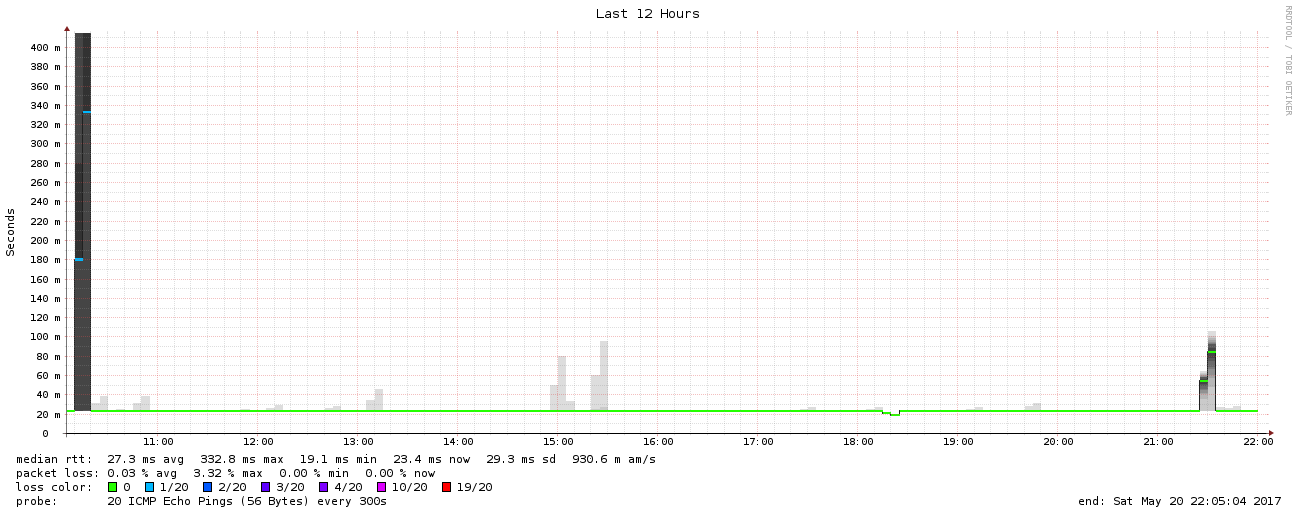 Last 12 Hours
RRDTOOL / TOBI OETIKER
Seconds
400 m
380 m
360 m
340 m
320 m
300 m
280 m
260 m
240 m
220 m
200 m
180 m
160 m
140 m
120 m
100 m
80 m
60 m
40 m
20 m
0
11:00 12:00 13:00 14:00 15:00 16:00 17:00 18:00 19:00 20:00 21:00 22:00
median rtt: 27.3 ms avg 332.8 ms max 19.1 ms min 23.4 ms now 29.3 ms sd 930.6 m am/s
packet loss: 0.03 % avg 3.32 % max 0.00 % min 0.00 % now
loss color: 0 1/20 2/20 3/20 4/20 10/20 19/20
probe: 20 ICMP Echo Pings (56 Bytes) every 300s end: Sat May 20 22:05:04 2017